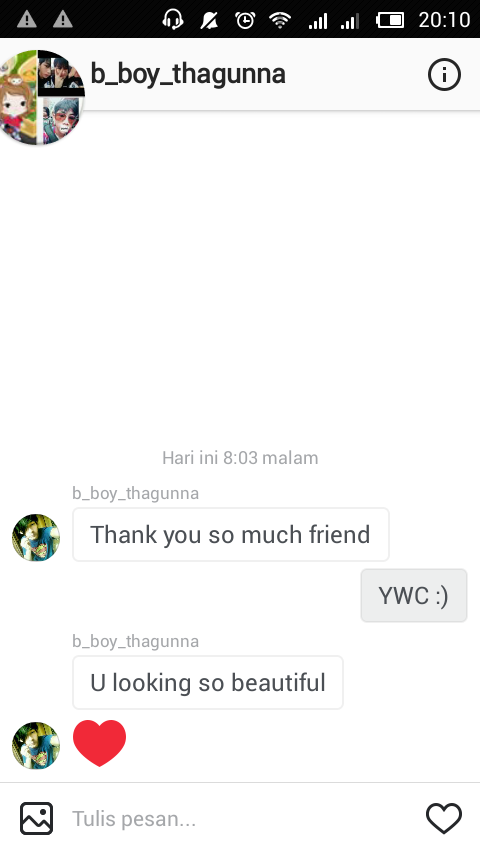 20:10
b_boy_thagunna
Hari ini 8:03 malam
b_boy_thagunna
Thank you so much friend
YWC :)
b_boy_thagunna
U looking so beautiful
Tulis pesan...